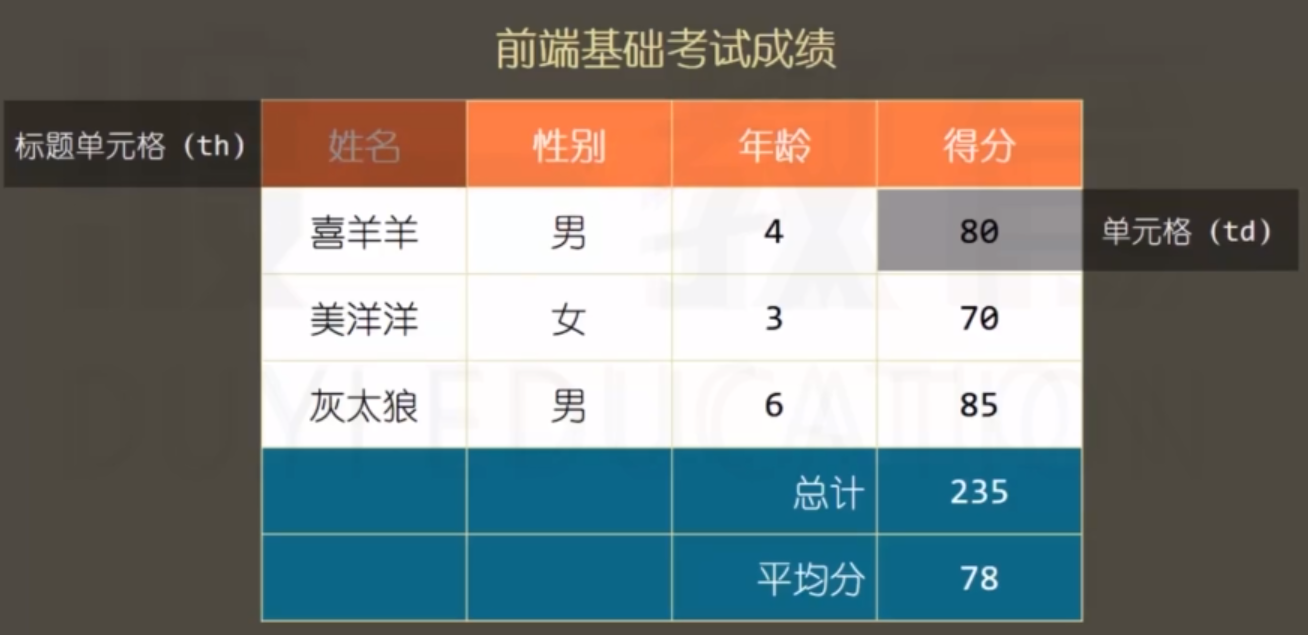 前端基础考试成绩
标题单元格 (th) 姓名 性别 年龄 得分
喜羊羊 男 4 80 单元格 (td)
美洋洋 女 3 70
灰太狼 男 6 85
总计 235
平均分 78
DUYI EDUCATION